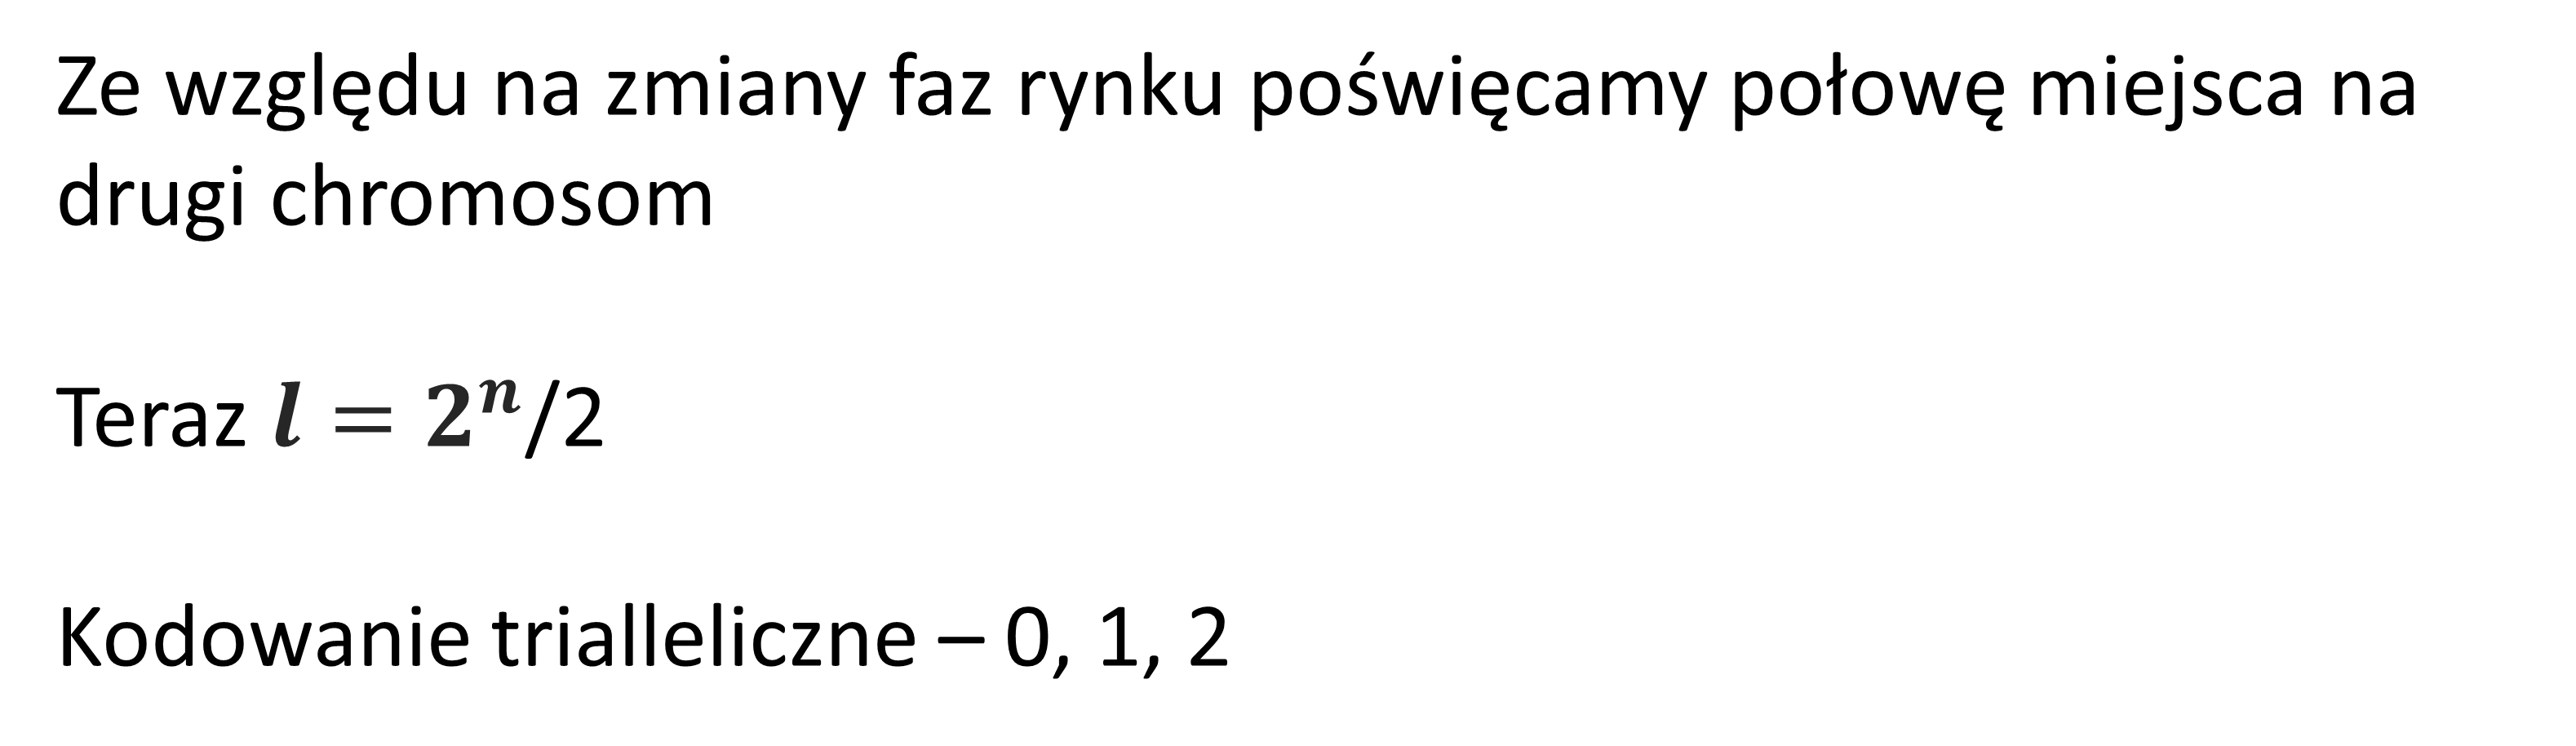 Ze względu na zmiany faz rynku poświęcamy połowę miejsca na
drugi chromosom
Teraz l = 2ⁿ/2
Kodowanie trialleliczne – 0, 1, 2